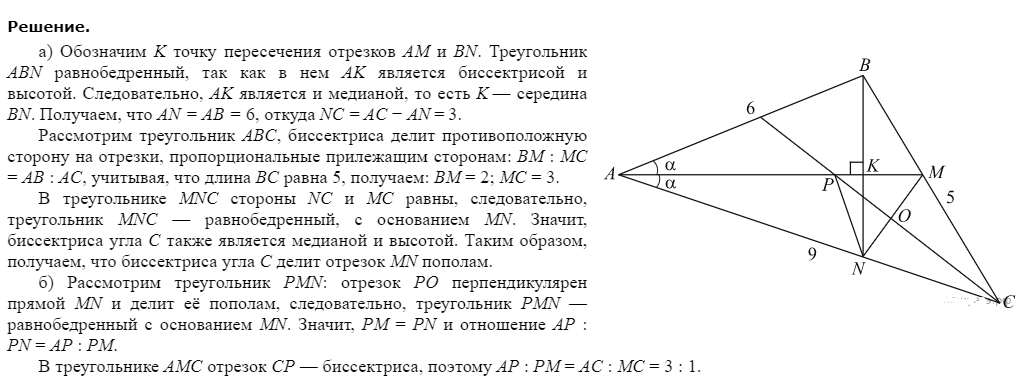 Решение.
а) Обозначим K точку пересечения отрезков AM и BN. Треугольник
ABN равнобедренный, так как в нем AK является биссектрисой и
высотой. Следовательно, AK является и медианой, то есть K — середина
BN. Получаем, что AN = AB = 6, откуда NC = AC − AN = 3.
Рассмотрим треугольник ABC, биссектриса делит противоположную
сторону на отрезки, пропорциональные прилежащим сторонам: BM : MC
= AB : AC, учитывая, что длина BC равна 5, получаем: BM = 2; MC = 3.
В треугольнике MNC стороны NC и MC равны, следовательно,
треугольник MNC — равнобедренный, с основанием MN. Значит,
биссектриса угла C также является медианой и высотой. Таким образом,
получаем, что биссектриса угла C делит отрезок MN пополам.
б) Рассмотрим треугольник PMN: отрезок PO перпендикулярен
прямой MN и делит её пополам, следовательно, треугольник PMN —
равнобедренный с основанием MN. Значит, PM = PN и отношение AP :
PN = AP : PM.
В треугольнике AMC отрезок CP — биссектриса, поэтому AP : PM = AC : MC = 3 : 1.
B
6
A
α
α
K
P
M
5
O
9
N
C